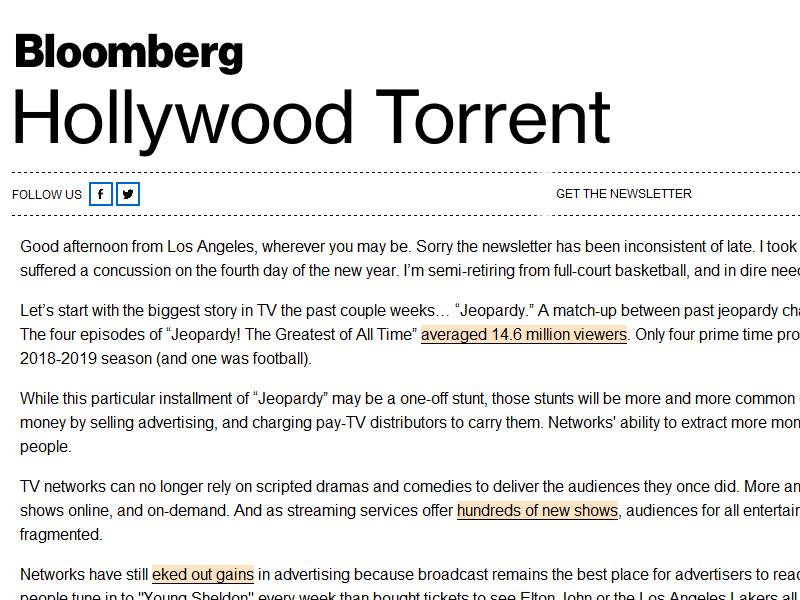 Bloomberg
Hollywood Torrent
FOLLOW US
GET THE NEWSLETTER
Good afternoon from Los Angeles, wherever you may be. Sorry the newsletter has been inconsistent of late. I took
suffered a concussion on the fourth day of the new year. I'm semi-retiring from full-court basketball, and in dire
Let's start with the biggest story in TV the past couple weeks… “Jeopardy.” A match-up between past jeopardy
The four episodes of “Jeopardy! The Greatest of All Time” averaged 14.6 million viewers. Only four prime time
2018-2019 season (and one was football).
While this particular installment of “Jeopardy” may be a one-off stunt, those stunts will be more and more common
money by selling advertising, and charging pay-TV distributors to carry them. Networks' ability to extract more
people.
TV networks can no longer rely on scripted dramas and comedies to deliver the audiences they once did. More
shows online, and on-demand. And as streaming services offer hundreds of new shows, audiences for all
fragmented.
Networks have still eked out gains in advertising because broadcast remains the best place for advertisers to
people tune in to "Young Sheldon" every week than bought tickets to see Elton John or the Los Angeles Lakers all